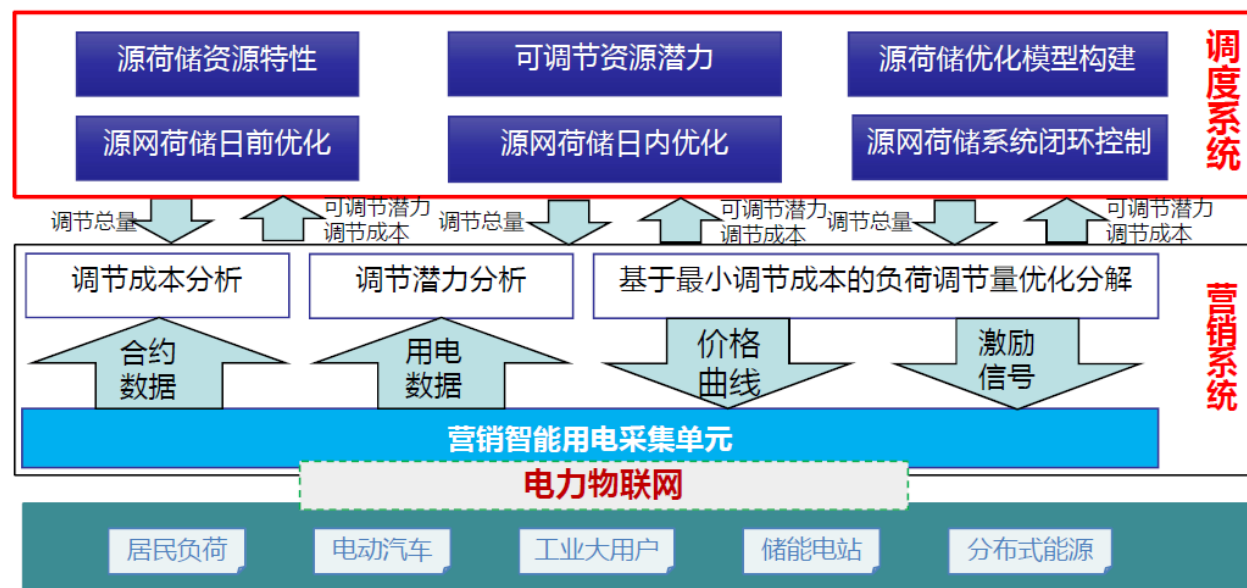 源荷储资源特性
可调节资源潜力
源荷储优化模型构建
源网荷储日前优化
源网荷储日内优化
源网荷储系统闭环控制
调度系统
调节总量
可调节潜力
调节成本
调节总量
可调节潜力
调节成本
调节总量
可调节潜力
调节成本
调节成本分析
调节潜力分析
基于最小调节成本的负荷调节量优化分解
营销系统
合约
数据
用电
数据
价格
曲线
激励
信号
营销智能用电采集单元
电力物联网
居民负荷
电动汽车
工业大用户
储能电站
分布式能源